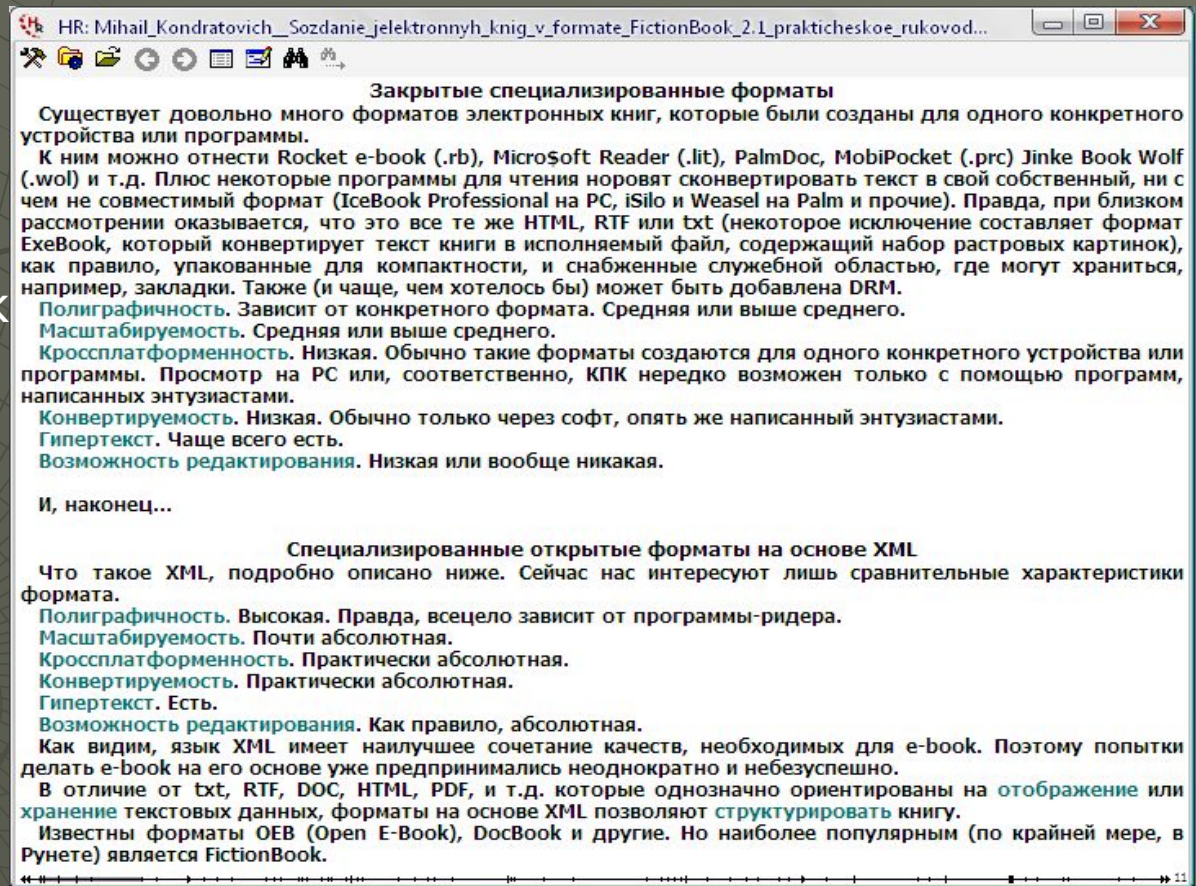 HR: Mihail_Kondratovich__Sozdanie_jelektronnyh_knig_v_formate_FictionBook_2.1_prakticheskoe_rukovod...
Закрытые специализированные форматы
Существует довольно много форматов электронных книг, которые были созданы для одного конкретного
устройства или программы.
К ним можно отнести Rocket e-book (.rb), Micro$oft Reader (.lit), PalmDoc, MobiPocket (.prc) Jinke Book Wolf
(.wol) и т.д. Плюс некоторые программы для чтения норовят сконвертировать текст в свой собственный, ни с
чем не совместимый формат (IceBook Professional на PC, iSilo и Weasel на Palm и прочие). Правда, при близком
рассмотрении оказывается, что это все те же HTML, RTF или txt (некоторое исключение составляет формат
ExeBook, который конвертирует текст книги в исполняемый файл, содержащий набор растровых картинок),
как правило, упакованные для компактности, и снабженные служебной областью, где могут храниться,
например, закладки. Также (и чаще, чем хотелось бы) может быть добавлена DRM.
к
Полиграфичность. Зависит от конкретного формата. Средняя или выше среднего.
Масштабируемость. Средняя или выше среднего.
Кроссплатформенность. Низкая. Обычно такие форматы создаются для одного конкретного устройства или
программы. Просмотр на PC или, соответственно, КПК нередко возможен только с помощью программ,
написанных энтузиастами.
Конвертируемость. Низкая. Обычно только через софт, опять же написанный энтузиастами.
Гипертекст. Чаще всего есть.
Возможность редактирования. Низкая или вообще никакая.
И, наконец...
Специализированные открытые форматы на основе XML
Что такое XML, подробно описано ниже. Сейчас нас интересуют лишь сравнительные характеристики
формата.
Полиграфичность. Высокая. Правда, всецело зависит от программы-ридера.
Масштабируемость. Почти абсолютная.
Кроссплатформенность. Практически абсолютная.
Конвертируемость. Практически абсолютная.
Гипертекст. Есть.
Возможность редактирования. Как правило, абсолютная.
Как видим, язык XML имеет наилучшее сочетание качеств, необходимых для e-book. Поэтому попытки
делать e-book на его основе уже предпринимались неоднократно и небезуспешно.
В отличие от txt, RTF, DOC, HTML, PDF, и т.д. которые однозначно ориентированы на отображение или
хранение текстовых данных, форматы на основе XML позволяют структурировать книгу.
Известны форматы OEB (Open E-Book), DocBook и другие. Но наиболее популярным (по крайней мере, в
Рунете) является FictionBook.
11